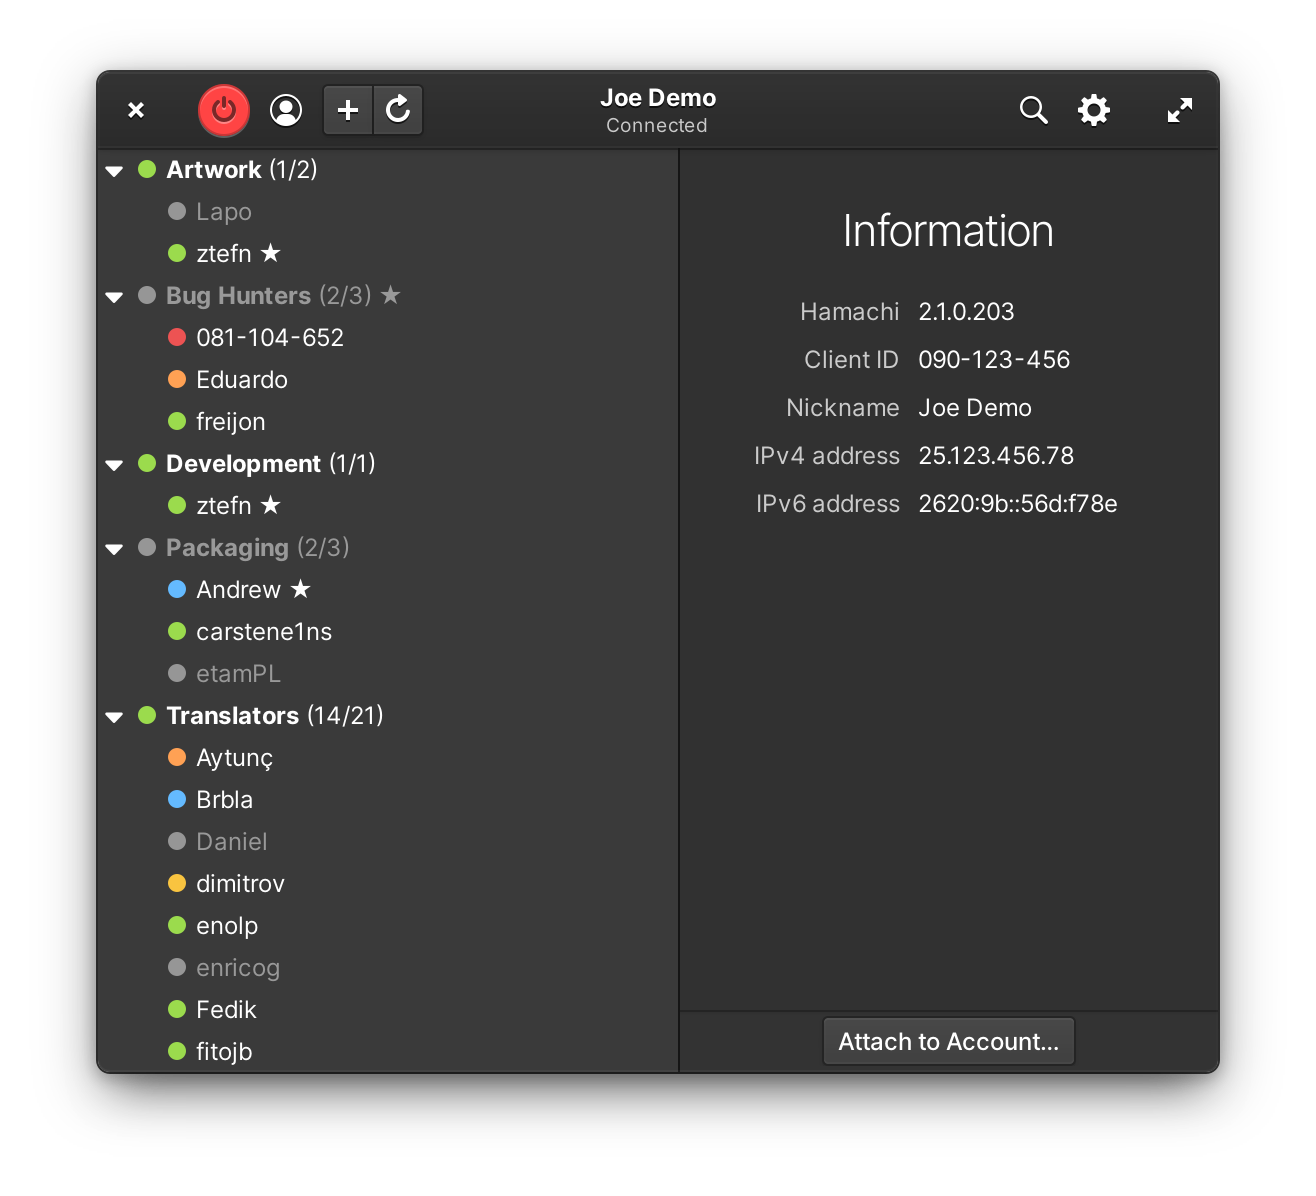 Joe Demo
Connected
Artwork (1/2)
Lapo
ztefn ★
Bug Hunters (2/3) ★
081-104-652
Eduardo
freijon
Development (1/1)
ztefn ★
Packaging (2/3)
Andrew ★
carstene1ns
etamPL
Translators (14/21)
Aytunç
Brbla
Daniel
dimitrov
enolp
enricog
Fedik
fitojb
Information
Hamachi 2.1.0.203
Client ID 090-123-456
Nickname Joe Demo
IPv4 address 25.123.456.78
IPv6 address 2620:9b::56d:f78e
Attach to Account...